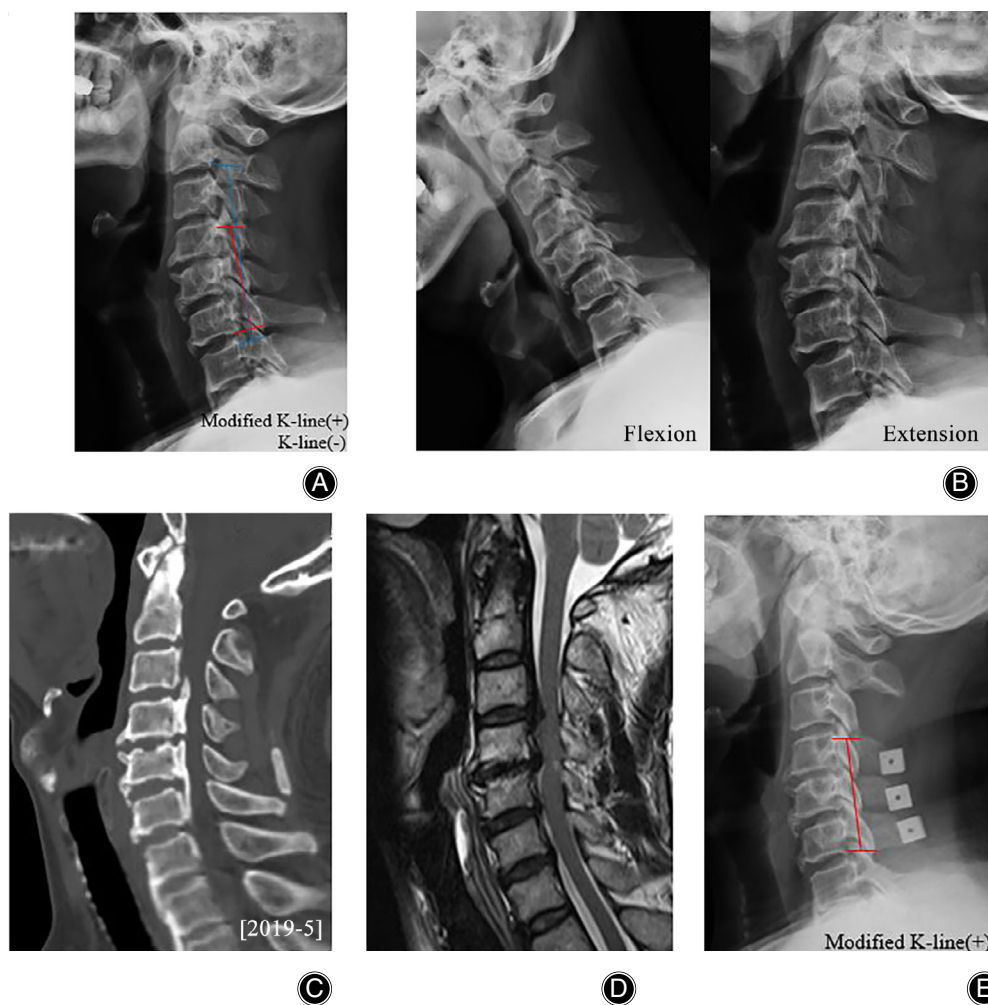 Modified K-line(+)
K-line(-)
A
Flexion
Extension
B
[2019-5]
C
D
Modified K-line(+)
E